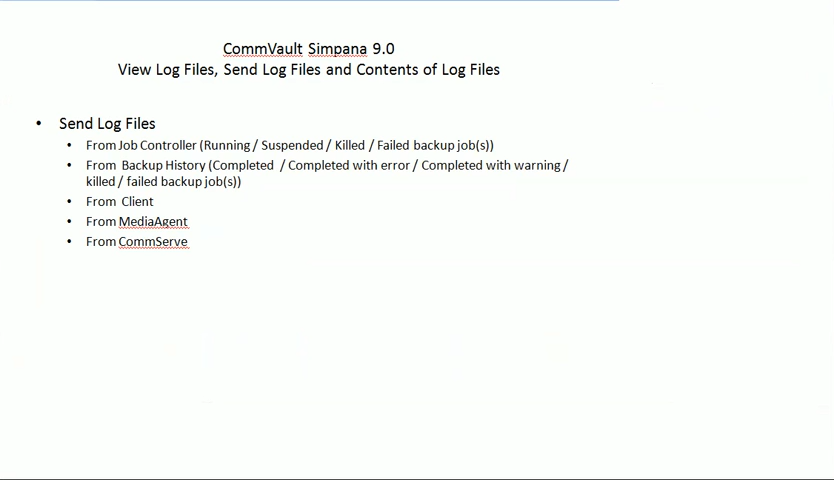 CommVault Simpana 9.0
View Log Files, Send Log Files and Contents of Log Files
• Send Log Files
• From Job Controller (Running / Suspended / Killed / Failed backup job(s))
• From Backup History (Completed / Completed with error / Completed with warning /
killed / failed backup job(s))
• From Client
• From MediaAgent
• From CommServe